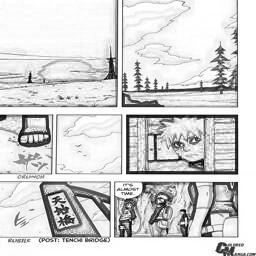 CRUNCH
RUBBLE
(POST: TENCHI BRIDGE)
天地橋
IT'S
ALMOST
TIME.
COLORED
MANGA.COM